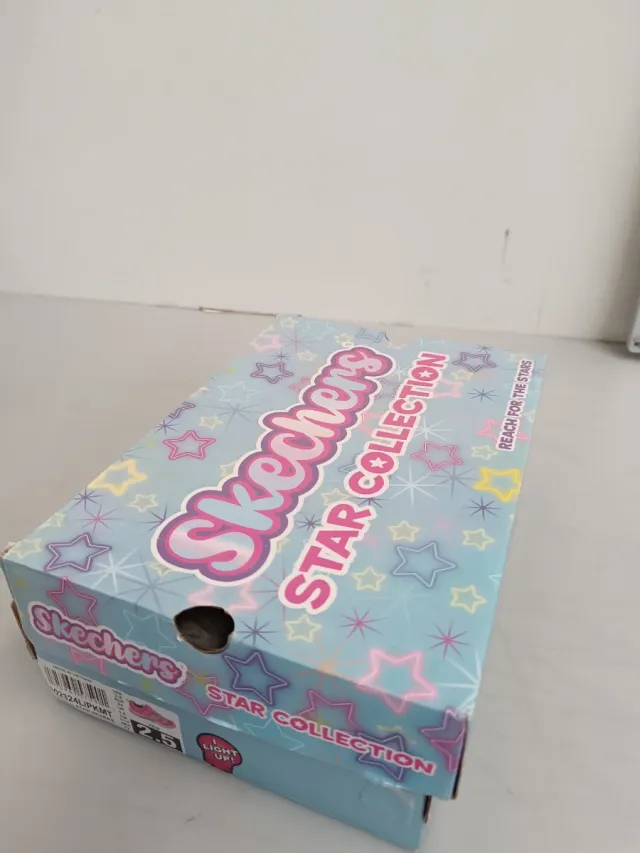 Skechers
STAR COLLECTION
REACH FOR THE STARS
Skechers
STAR COLLECTION
2.5
I
LIGHT
UP!